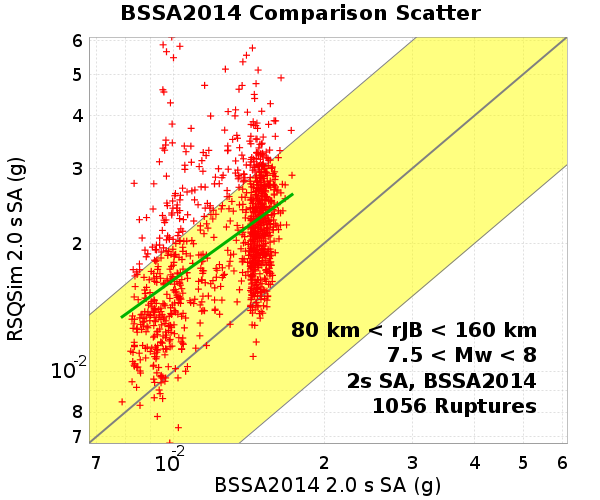 BSSA2014 Comparison Scatter
RSQSim 2.0 s SA (g)
6
5
4
3
2
10-2
8
7
80 km < rJB < 160 km
7.5 < Mw < 8
2s SA, BSSA2014
1056 Ruptures
7 10-2 2 3 4 5 6
BSSA2014 2.0 s SA (g)